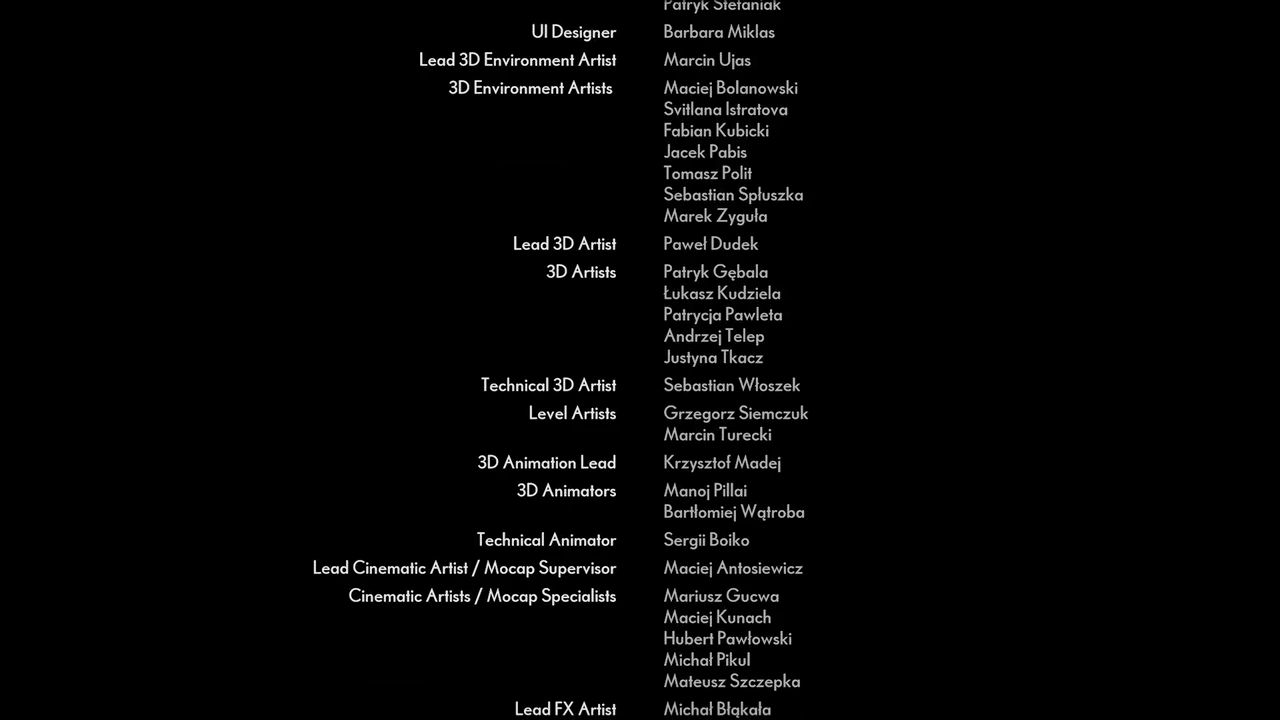 Patryk Stefaniak
UI Designer Barbara Miklas
Lead 3D Environment Artist Marcin Ujas
3D Environment Artists Maciej Bolanowski
Svitlana Istratova
Fabian Kubicki
Jacek Pabis
Tomasz Polit
Sebastian Spłuszka
Marek Zyguła
Lead 3D Artist Paweł Dudek
3D Artists Patryk Gębala
Łukasz Kudziela
Patrycja Pawleta
Andrzej Telep
Justyna Tkacz
Technical 3D Artist Sebastian Włoszek
Level Artists Grzegorz Siemczuk
Marcin Turecki
3D Animation Lead Krzysztof Madej
3D Animators Manoj Pillai
Bartłomiej Wątroba
Technical Animator Sergii Boiko
Lead Cinematic Artist / Mocap Supervisor Maciej Antosiewicz
Cinematic Artists / Mocap Specialists Mariusz Gucwa
Maciej Kunach
Hubert Pawłowski
Michał Pikul
Mateusz Szczepka
Lead FX Artist Michał Błąkała